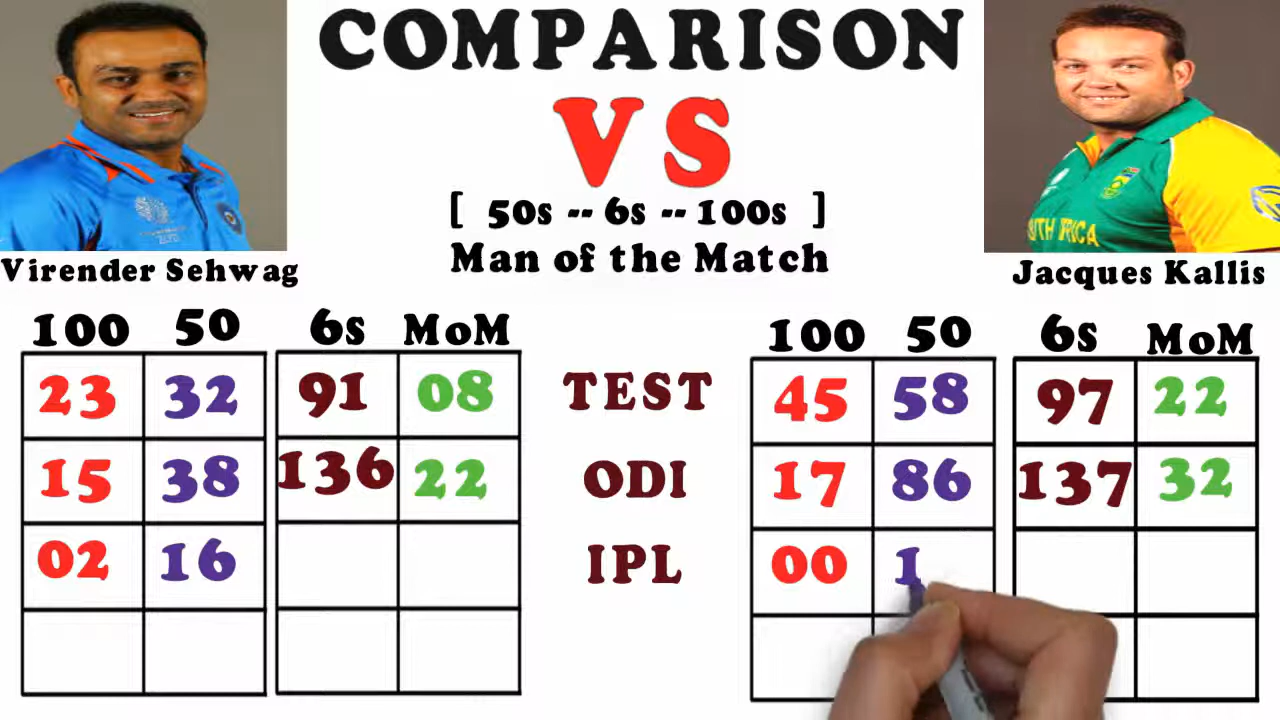 COMPARISON
VS
[ 50s -- 6s -- 100s ]
Man of the Match
Virender Sehwag
Jacques Kallis
100 50 6s MoM
100 50 6s MoM
23 32 91 08 TEST 45 58 97 22
15 38 136 22 ODI 17 86 137 32
02 16 IPL 00 1